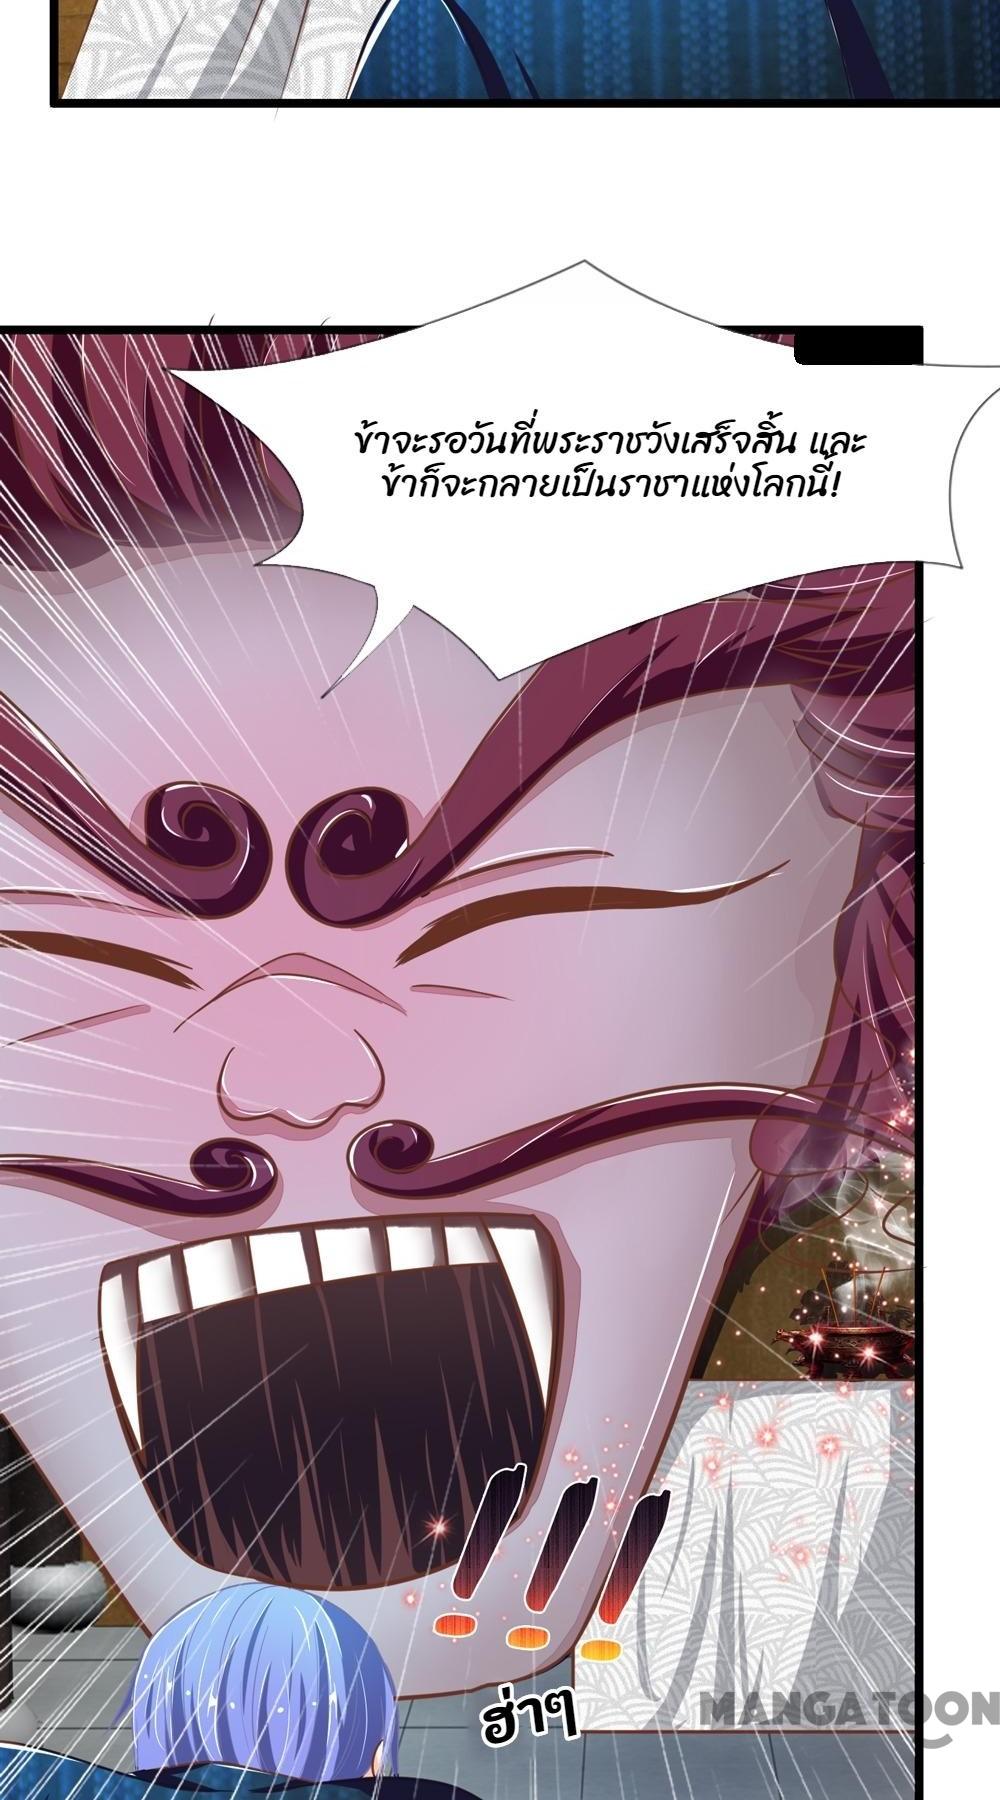 ข้าจะรอวันที่พระราชวังเสร็จสิ้น และ
ข้าก็จะกลายเป็นราชาแห่งโลกนี้!
!!!
ฮ่าๆ
MANGATOON